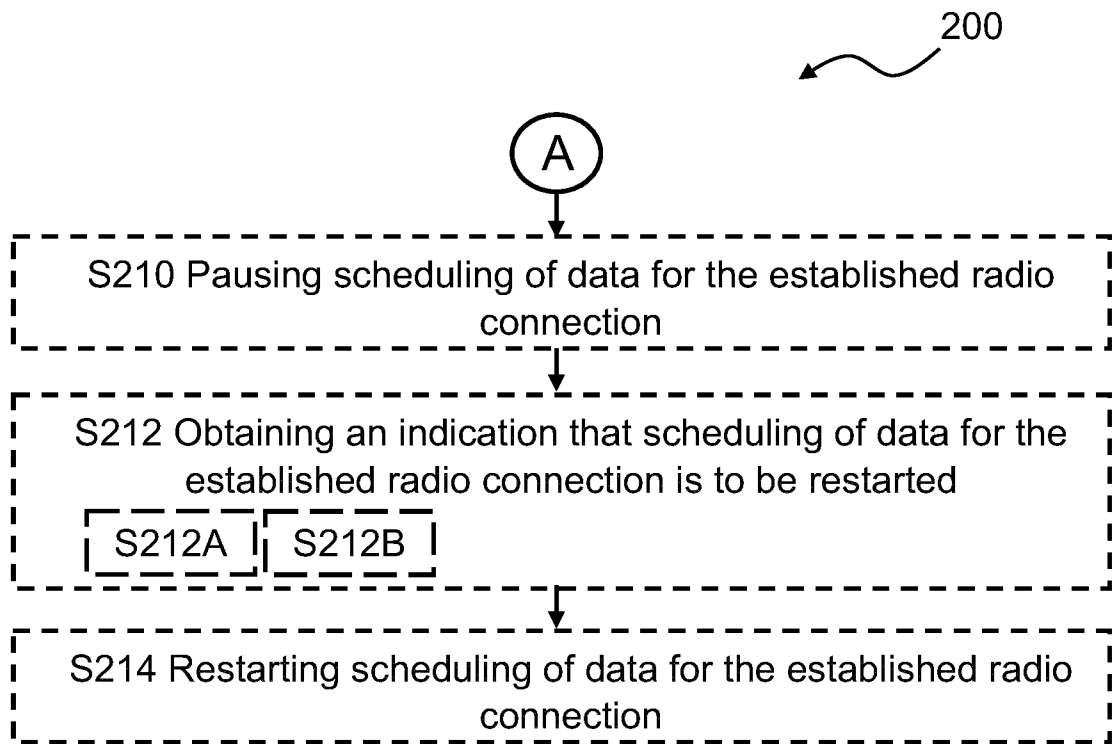 200
A
S210 Pausing scheduling of data for the established radio
connection
S212 Obtaining an indication that scheduling of data for the
established radio connection is to be restarted
S212A S212B
S214 Restarting scheduling of data for the established radio
connection